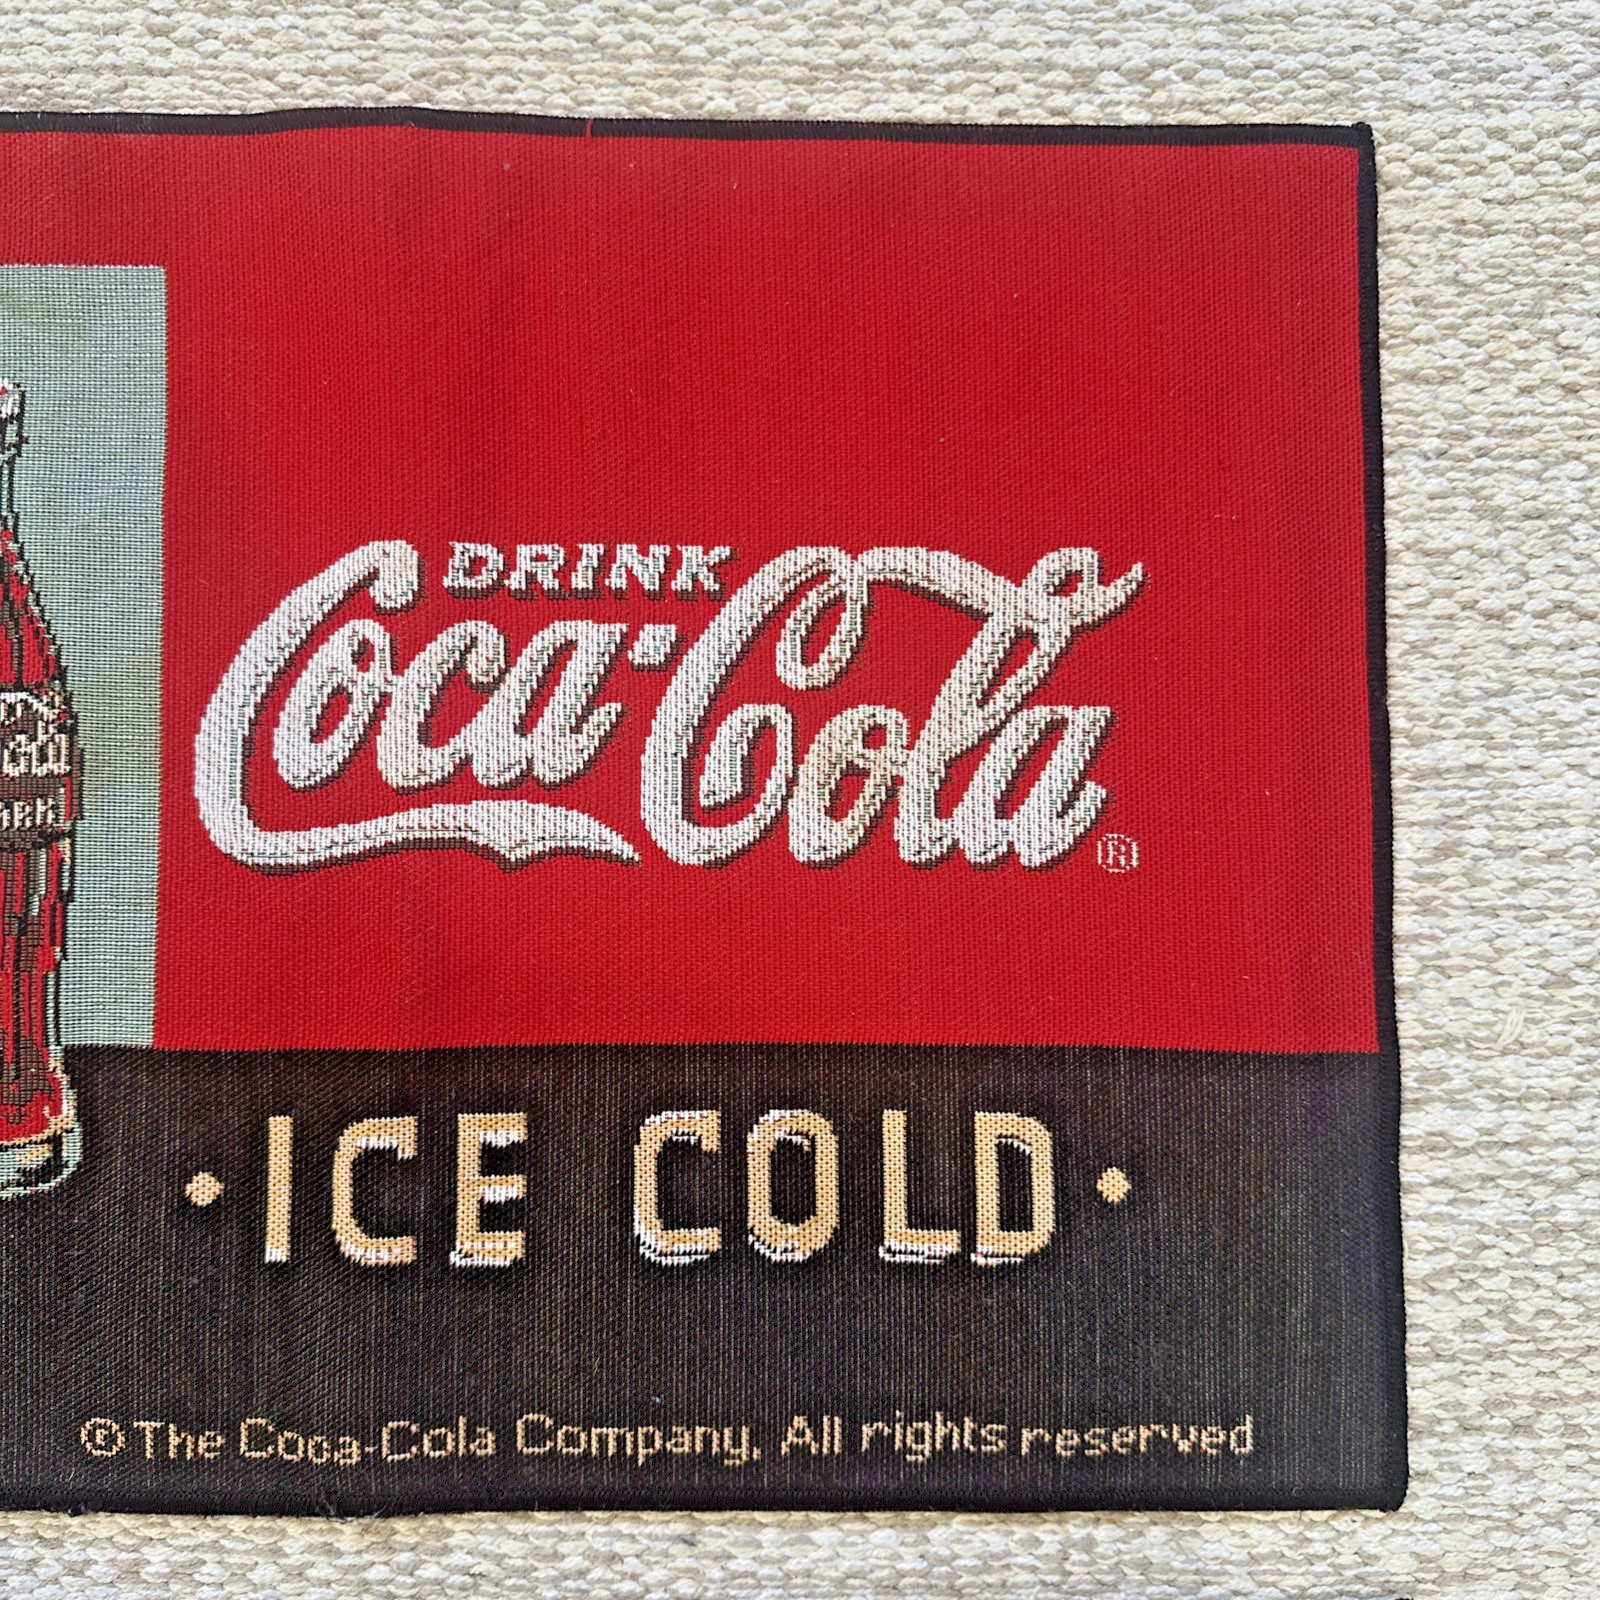 DRINK
Coca-Cola
®
· ICE COLD ·
© The Coca-Cola Company, All rights reserved